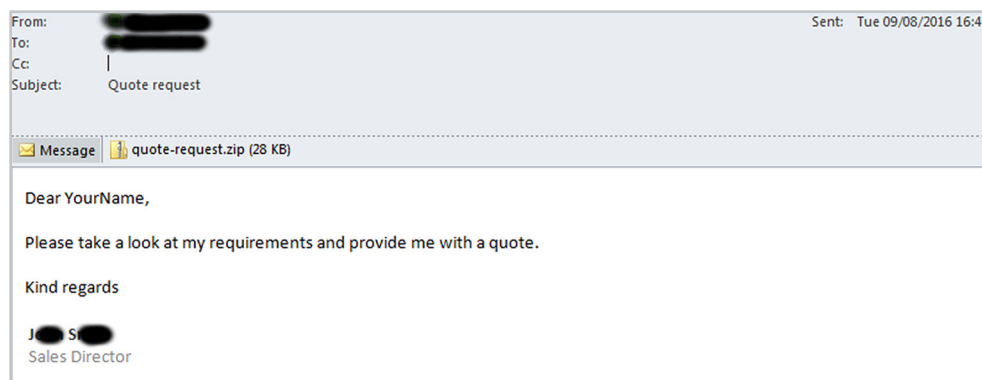 From:
Sent: Tue 09/08/2016 16:4
To:
Cc:
Subject: Quote request
Message quote-request.zip (28 KB)
Dear YourName,
Please take a look at my requirements and provide me with a quote.
Kind regards
Sales Director